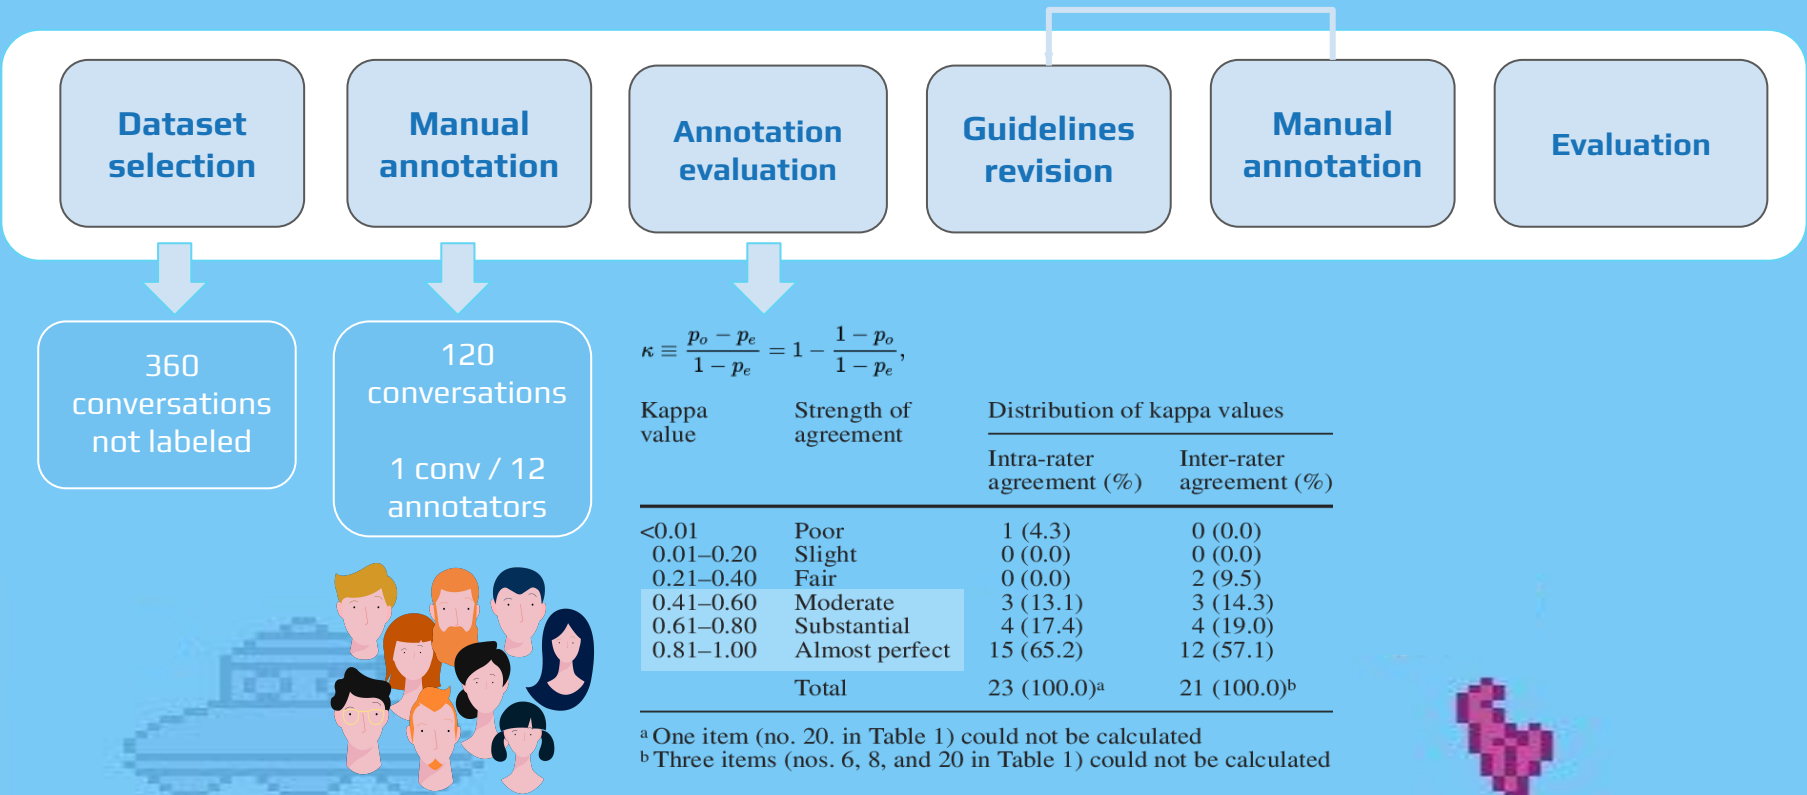 Dataset
selection
Manual
annotation
Annotation
evaluation
Guidelines
revision
Manual
annotation
Evaluation
360
conversations
not labeled
120
conversations
1 conv / 12
annotators
κ ≡ (pₒ − pₑ) / (1 − pₑ) = 1 − (1 − pₒ) / (1 − pₑ),
Kappa value Strength of agreement Distribution of kappa values
Intra-rater agreement (%) Inter-rater agreement (%)
<0.01 Poor 1 (4.3) 0 (0.0)
0.01–0.20 Slight 0 (0.0) 0 (0.0)
0.21–0.40 Fair 0 (0.0) 2 (9.5)
0.41–0.60 Moderate 3 (13.1) 3 (14.3)
0.61–0.80 Substantial 4 (17.4) 4 (19.0)
0.81–1.00 Almost perfect 15 (65.2) 12 (57.1)
Total 23 (100.0)ᵃ 21 (100.0)ᵇ
ᵃ One item (no. 20. in Table 1) could not be calculated
ᵇ Three items (nos. 6, 8, and 20 in Table 1) could not be calculated